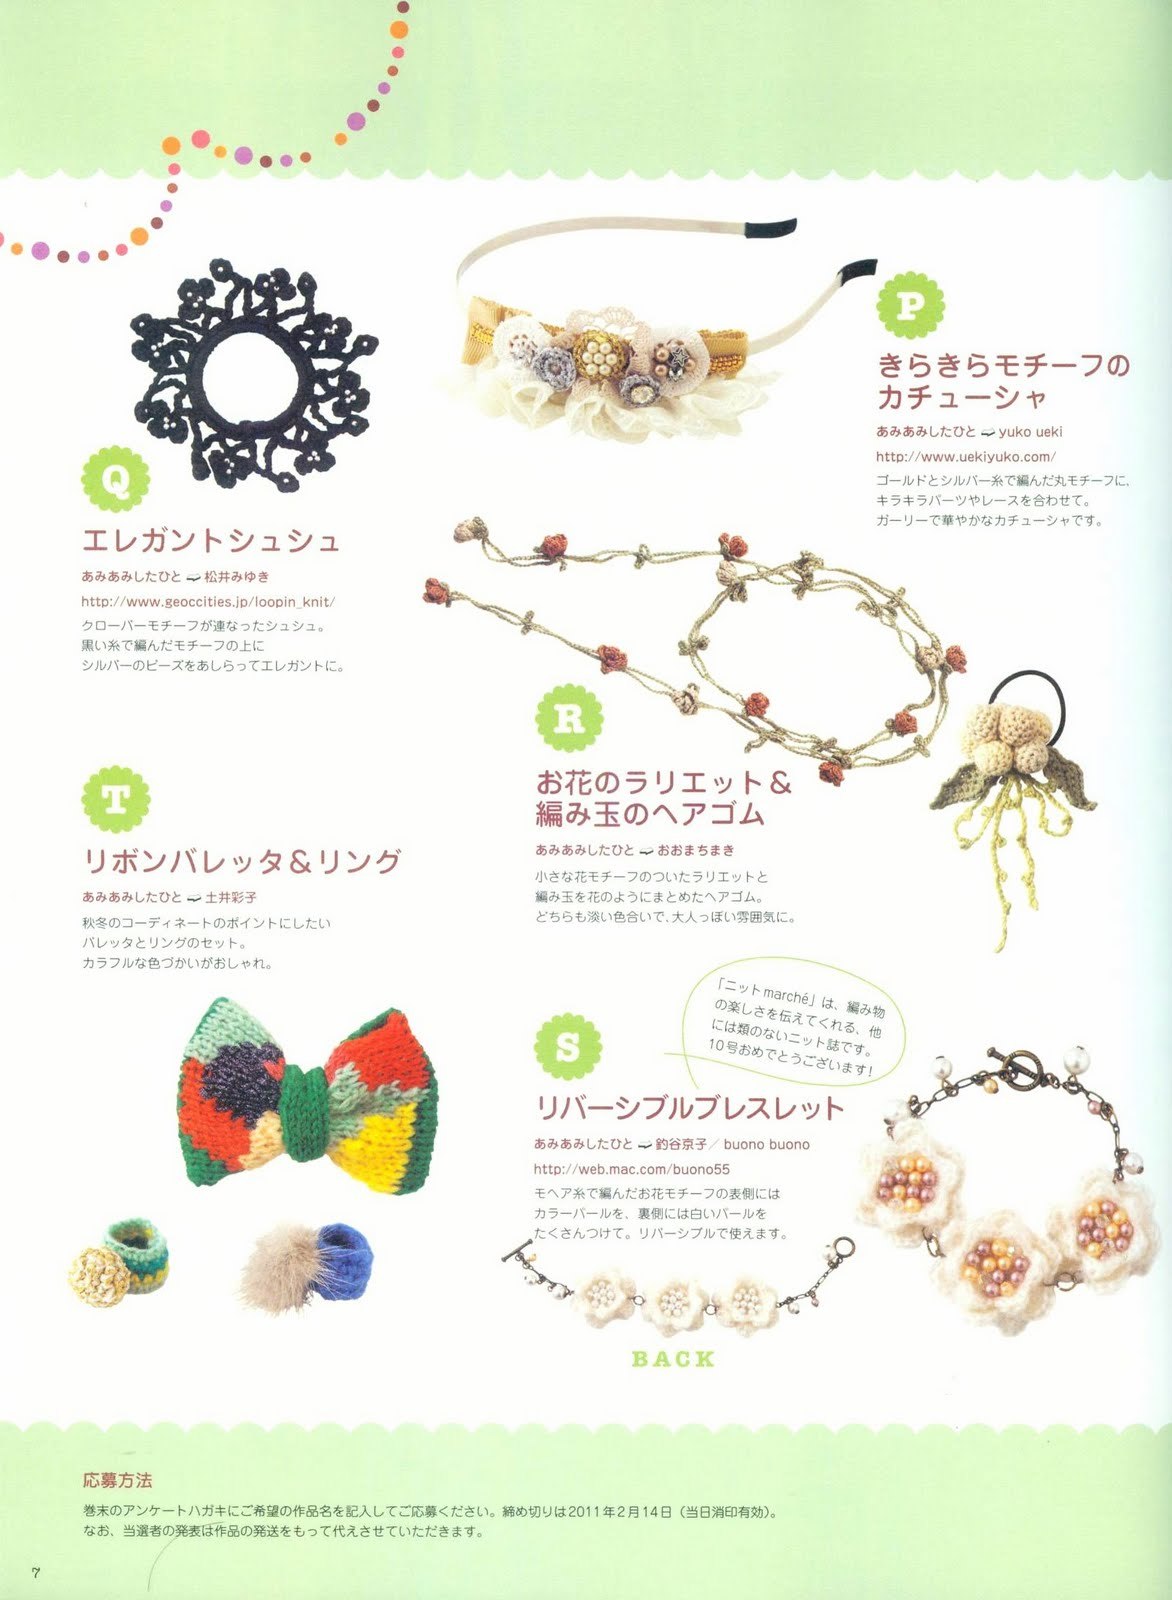 P
きらきらモチーフの
カチューシャ
あみあみしたひと ➫ yuko ueki
http://www.uekiyuko.com/
ゴールドとシルバー糸で編んだ丸モチーフに、
キラキラパーツやレースを合わせて。
ガーリーで華やかなカチューシャです。
Q
エレガントシュシュ
あみあみしたひと ➫ 松井みゆき
http://www.geoccities.jp/loopin_knit/
クローバーモチーフが連なったシュシュ。
黒い糸で編んだモチーフの上に
シルバーのビーズをあしらってエレガントに。
R
お花のラリエット&
編み玉のヘアゴム
あみあみしたひと ➫ おおまちまき
小さな花モチーフのついたラリエットと
編み玉を花のようにまとめたヘアゴム。
どちらも淡い色合いで、大人っぽい雰囲気に。
T
リボンバレッタ&リング
あみあみしたひと ➫ 土井彩子
秋冬のコーディネートのポイントにしたい
バレッタとリングのセット。
カラフルな色づかいがおしゃれ。
「ニットmarché」は、編み物
の楽しさを伝えてくれる、他
には類のないニット誌です。
10号おめでとうございます!
S
リバーシブルブレスレット
あみあみしたひと ➫ 釣谷京子／buono buono
http://web.mac.com/buono55
モヘア糸で編んだお花モチーフの表側には
カラーパールを、裏側には白いパールを
たくさんつけて。リバーシブルで使えます。
BACK
応募方法
巻末のアンケートハガキにご希望の作品名を記入してご応募ください。締め切りは2011年2月14日（当日消印有効）。
なお、当選者の発表は作品の発送をもって代えさせていただきます。
7